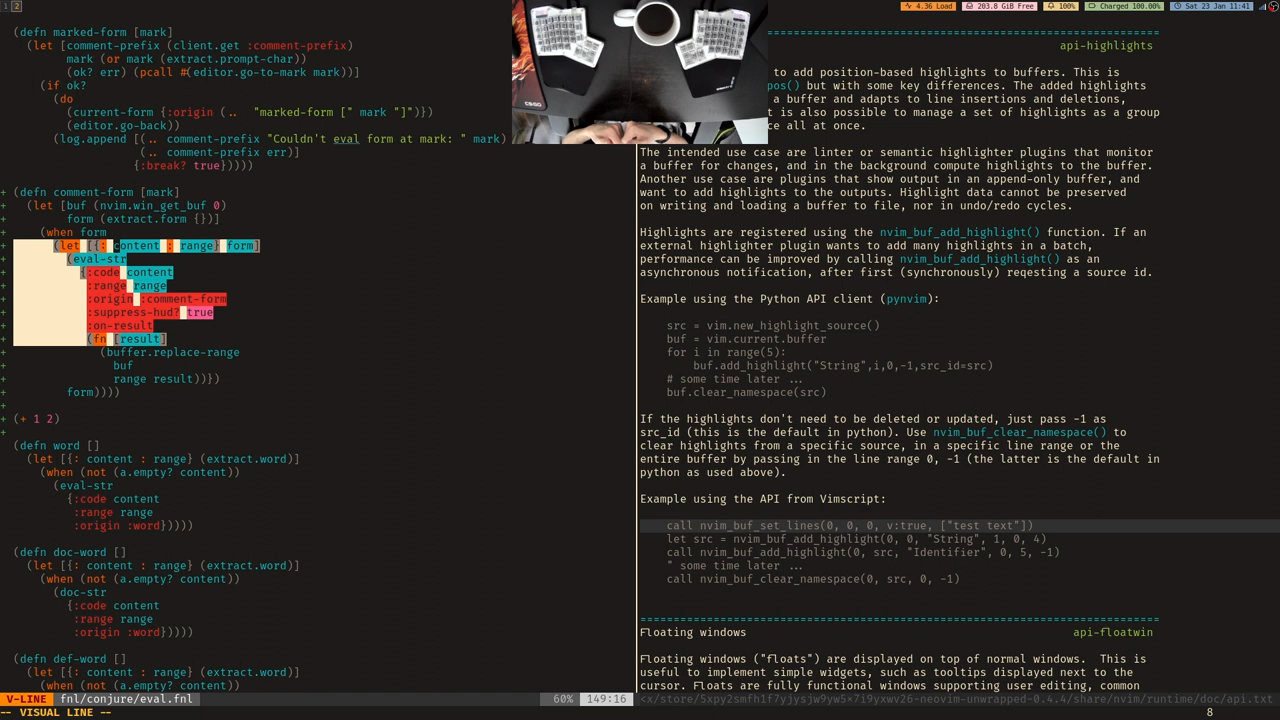 1 2
4.36 Load 203.8 GiB Free 100% Charged 100.00% Sat 23 Jan 11:41
(defn marked-form [mark]
  (let [comment-prefix (client.get :comment-prefix)
        mark (or mark (extract.prompt-char))
        (ok? err) (pcall #(editor.go-to-mark mark))]
    (if ok?
      (do
        (current-form {:origin (.. "marked-form [" mark "]")})
        (editor.go-back))
      (log.append [(.. comment-prefix "Couldn't eval form at mark: " mark)
                   (.. comment-prefix err)]
                  {:break? true}))))
+ (defn comment-form [mark]
+   (let [buf (nvim.win_get_buf 0)
+         form (extract.form {})]
+     (when form
+       (let [{: content : range} form]
+         (eval-str
+           {:code content
+            :range range
+            :origin :comment-form
+            :suppress-hud? true
+            :on-result
+            (fn [result]
+              (buffer.replace-range
+                buf
+                range result))})
+         form))))
+
+ (+ 1 2)
+
(defn word []
  (let [{: content : range} (extract.word)]
    (when (not (a.empty? content))
      (eval-str
        {:code content
         :range range
         :origin :word}))))
(defn doc-word []
  (let [{: content : range} (extract.word)]
    (when (not (a.empty? content))
      (doc-str
        {:code content
         :range range
         :origin :word}))))
(defn def-word []
  (let [{: content : range} (extract.word)]
    (when (not (a.empty? content))
V-LINE fnl/conjure/eval.fnl 60% 149:16
-- VISUAL LINE -- 8
==========================================================
api-highlights
to add position-based highlights to buffers. This is
pos() but with some key differences. The added highlights
a buffer and adapts to line insertions and deletions,
t is also possible to manage a set of highlights as a group
ce all at once.
The intended use case are linter or semantic highlighter plugins that monitor
a buffer for changes, and in the background compute highlights to the buffer.
Another use case are plugins that show output in an append-only buffer, and
want to add highlights to the outputs. Highlight data cannot be preserved
on writing and loading a buffer to file, nor in undo/redo cycles.
Highlights are registered using the nvim_buf_add_highlight() function. If an
external highlighter plugin wants to add many highlights in a batch,
performance can be improved by calling nvim_buf_add_highlight() as an
asynchronous notification, after first (synchronously) reqesting a source id.
Example using the Python API client (pynvim):
    src = vim.new_highlight_source()
    buf = vim.current.buffer
    for i in range(5):
        buf.add_highlight("String",i,0,-1,src_id=src)
    # some time later ...
    buf.clear_namespace(src)
If the highlights don't need to be deleted or updated, just pass -1 as
src_id (this is the default in python). Use nvim_buf_clear_namespace() to
clear highlights from a specific source, in a specific line range or the
entire buffer by passing in the line range 0, -1 (the latter is the default in
python as used above).
Example using the API from Vimscript:
    call nvim_buf_set_lines(0, 0, 0, v:true, ["test text"])
    let src = nvim_buf_add_highlight(0, 0, "String", 1, 0, 4)
    call nvim_buf_add_highlight(0, src, "Identifier", 0, 5, -1)
    " some time later ...
    call nvim_buf_clear_namespace(0, src, 0, -1)
==============================================================================
Floating windows api-floatwin
Floating windows ("floats") are displayed on top of normal windows.  This is
useful to implement simple widgets, such as tooltips displayed next to the
cursor. Floats are fully functional windows supporting user editing, common